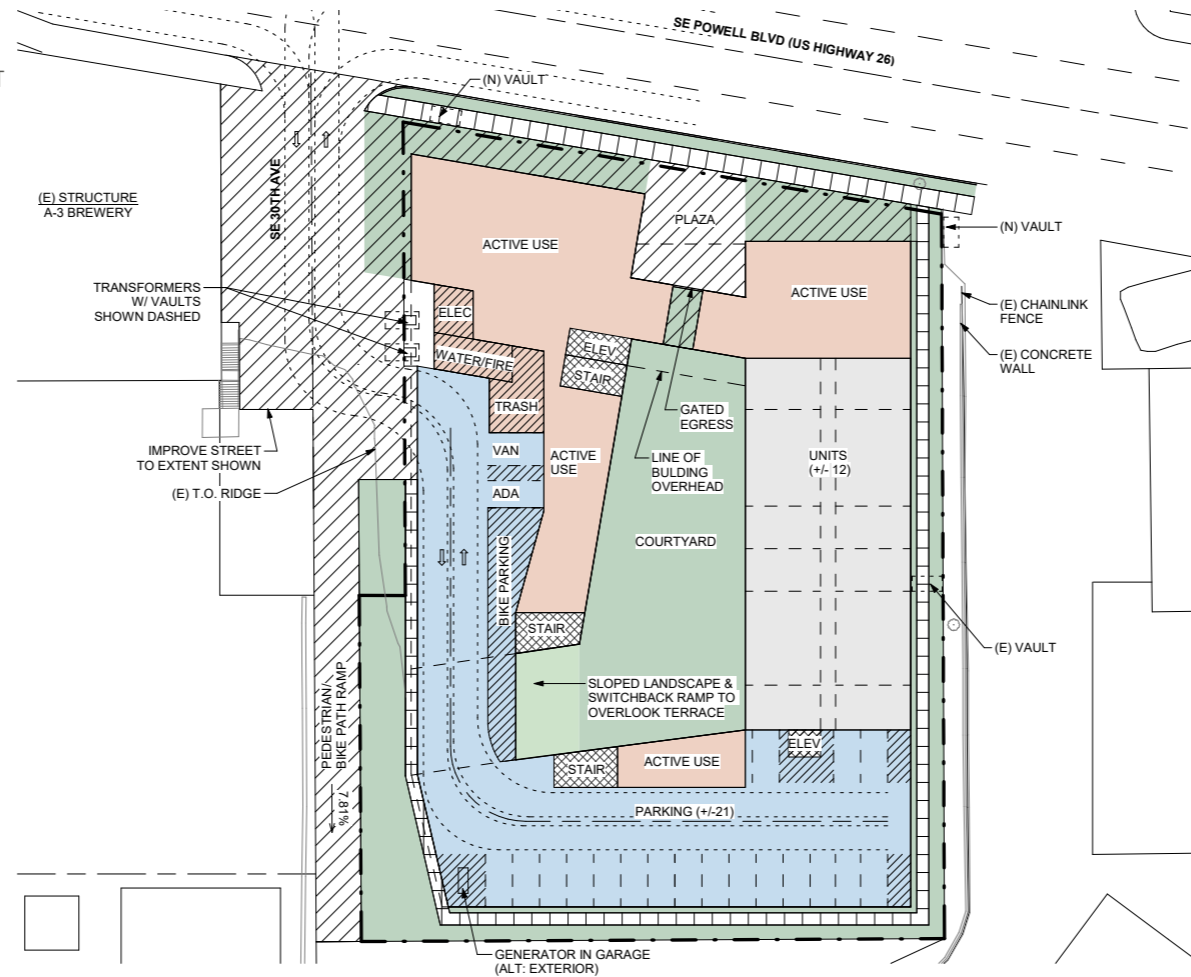 SE POWELL BLVD (US HIGHWAY 26)
(N) VAULT
SE 30TH AVE
(E) STRUCTURE
A-3 BREWERY
PLAZA
(N) VAULT
ACTIVE USE
ACTIVE USE
TRANSFORMERS
W/ VAULTS
SHOWN DASHED
(E) CHAINLINK
FENCE
ELEC
(E) CONCRETE
WALL
ELEV
WATER/FIRE
STAIR
TRASH
GATED
EGRESS
IMPROVE STREET
TO EXTENT SHOWN
VAN
ACTIVE
USE
LINE OF
BULDING
OVERHEAD
UNITS
(+/- 12)
(E) T.O. RIDGE
ADA
COURTYARD
BIKE PARKING
STAIR
(E) VAULT
SLOPED LANDSCAPE &
SWITCHBACK RAMP TO
OVERLOOK TERRACE
PEDESTRIAN/
BIKE PATH RAMP
7.81%
ELEV
STAIR
ACTIVE USE
PARKING (+/-21)
GENERATOR IN GARAGE
(ALT: EXTERIOR)